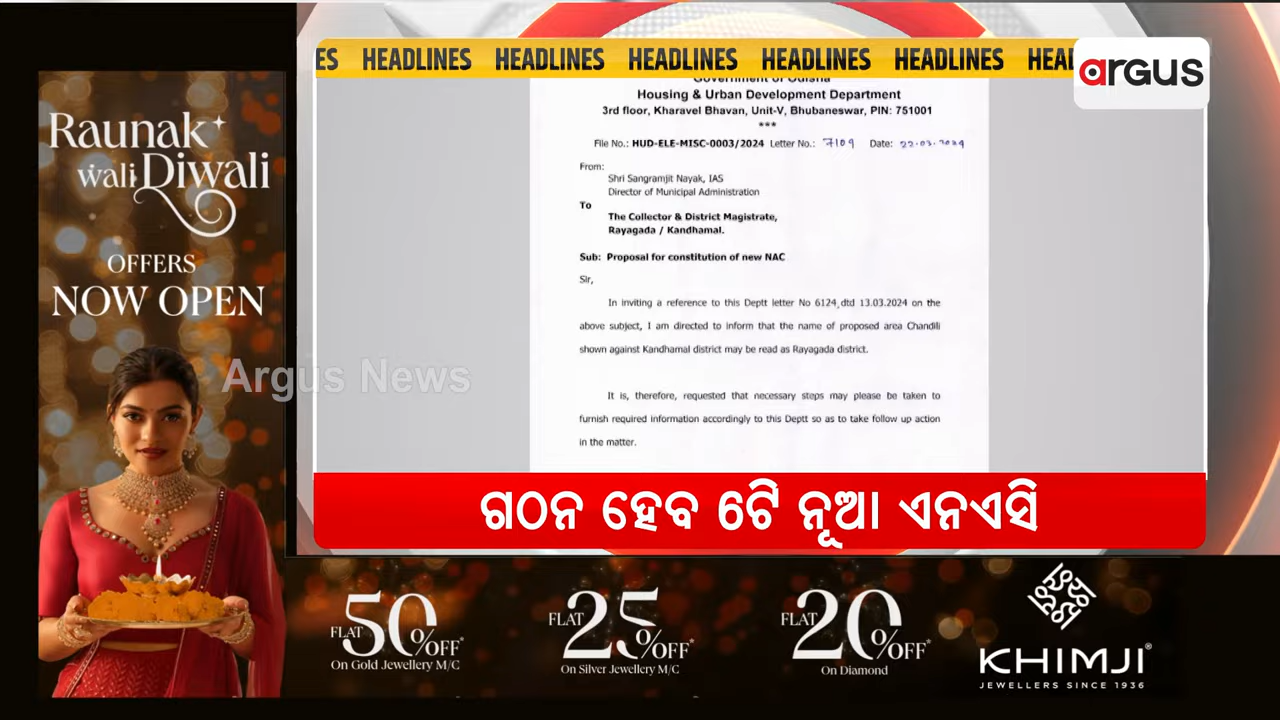 ES HEADLINES HEADLINES HEADLINES HEADLINES HEADLINES HEAD
argus
Government of Odisha
Housing & Urban Development Department
3rd floor, Kharavel Bhavan, Unit-V, Bhubaneswar, PIN: 751001
***
File No.: HUD-ELE-MISC-0003/2024 Letter No.: 7109 Date: 22.03.2024
From:
Shri Sangramjit Nayak, IAS
Director of Municipal Administration
To
The Collector & District Magistrate,
Rayagada / Kandhamal.
Sub: Proposal for constitution of new NAC
Sir,
In inviting a reference to this Deptt letter No 6124 dtd 13.03.2024 on the
above subject, I am directed to inform that the name of proposed area Chandili
shown against Kandhamal district may be read as Rayagada district.
It is, therefore, requested that necessary steps may please be taken to
furnish required information accordingly to this Deptt so as to take follow up action
in the matter.
ଗଠନ ହେବ ୬ଟି ନୂଆ ଏନଏସି
Argus News
Raunak
wali Diwali
OFFERS
NOW OPEN
FLAT 50% OFF*
On Gold Jewellery M/C
FLAT 25% OFF*
On Silver Jewellery M/C
FLAT 20% OFF*
On Diamond
KHIMJI®
JEWELLERS SINCE 1936